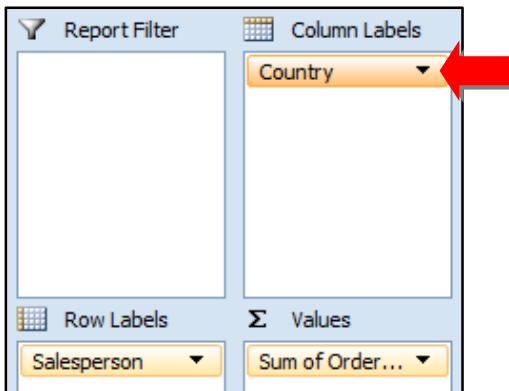 Report Filter
Column Labels
Country
Row Labels
Σ Values
Salesperson
Sum of Order...